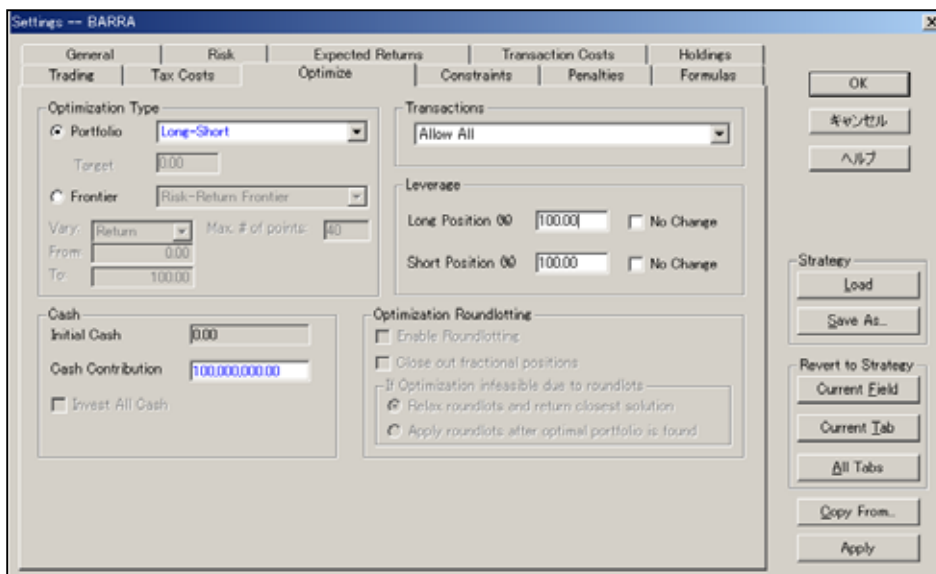 Settings -- BARRA
General Risk Expected Returns Transaction Costs Holdings
Trading Tax Costs Optimize Constraints Penalties Formulas
Optimization Type
Portfolio Long-Short
Target 0.00
Frontier Risk-Return Frontier
Vary: Return Max. # of points: 40
From: 0.00
To: 100.00
Transactions
Allow All
Leverage
Long Position (%) 100.00 No Change
Short Position (%) 100.00 No Change
Cash
Initial Cash 0.00
Cash Contribution 100,000,000.00
Invest All Cash
Optimization Roundlotting
Enable Roundlotting
Close out fractional positions
If Optimization infeasible due to roundlots
Relax roundlots and return closest solution
Apply roundlots after optimal portfolio is found
OK
キャンセル
ヘルプ
Strategy
Load
Save As...
Revert to Strategy
Current Field
Current Tab
All Tabs
Copy From...
Apply